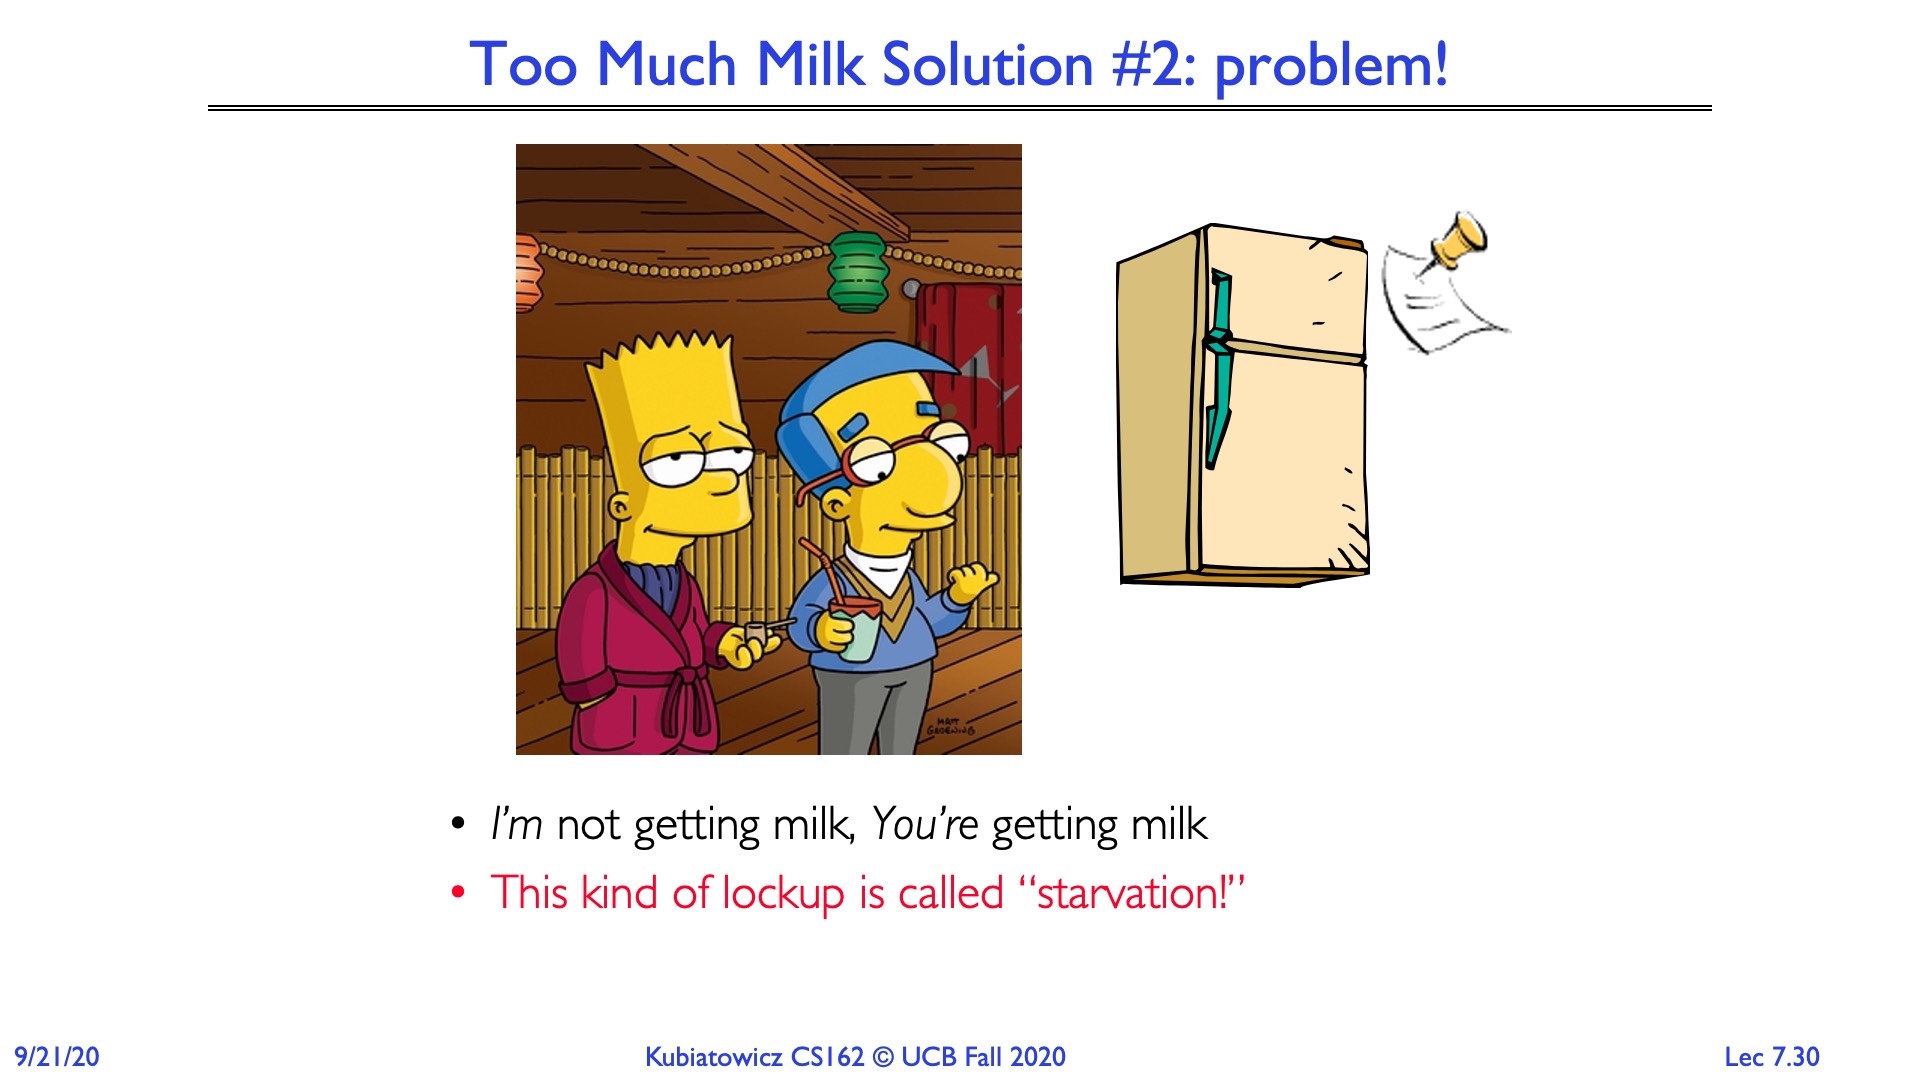 Too Much Milk Solution #2: problem!
MATT
GROENING
• I’m not getting milk, You’re getting milk
• This kind of lockup is called “starvation!”
9/21/20
Kubiatowicz CS162 © UCB Fall 2020
Lec 7.30